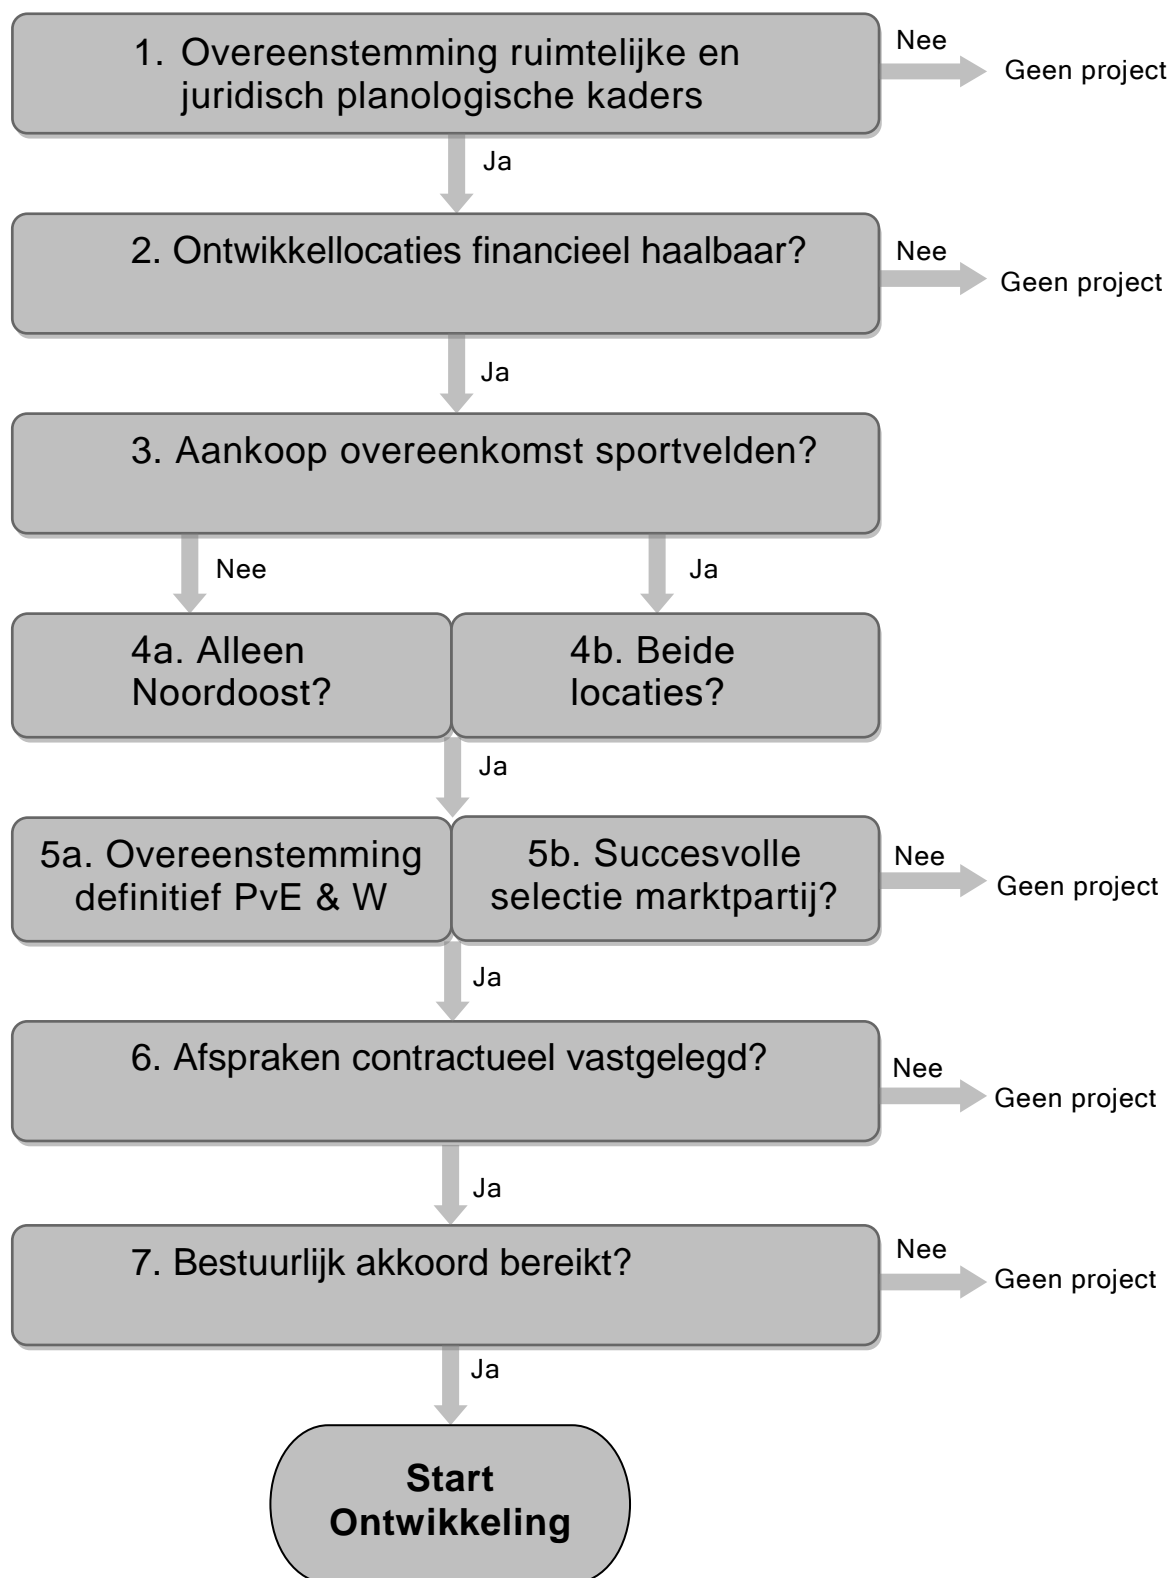 1. Overeenstemming ruimtelijke en
juridisch planologische kaders
Nee
Geen project
Ja
2. Ontwikkellocaties financieel haalbaar?
Nee
Geen project
Ja
3. Aankoop overeenkomst sportvelden?
Nee
Ja
4a. Alleen
Noordoost?
4b. Beide
locaties?
Ja
5a. Overeenstemming
definitief PvE & W
5b. Succesvolle
selectie marktpartij?
Nee
Geen project
Ja
6. Afspraken contractueel vastgelegd?
Nee
Geen project
Ja
7. Bestuurlijk akkoord bereikt?
Nee
Geen project
Ja
Start
Ontwikkeling